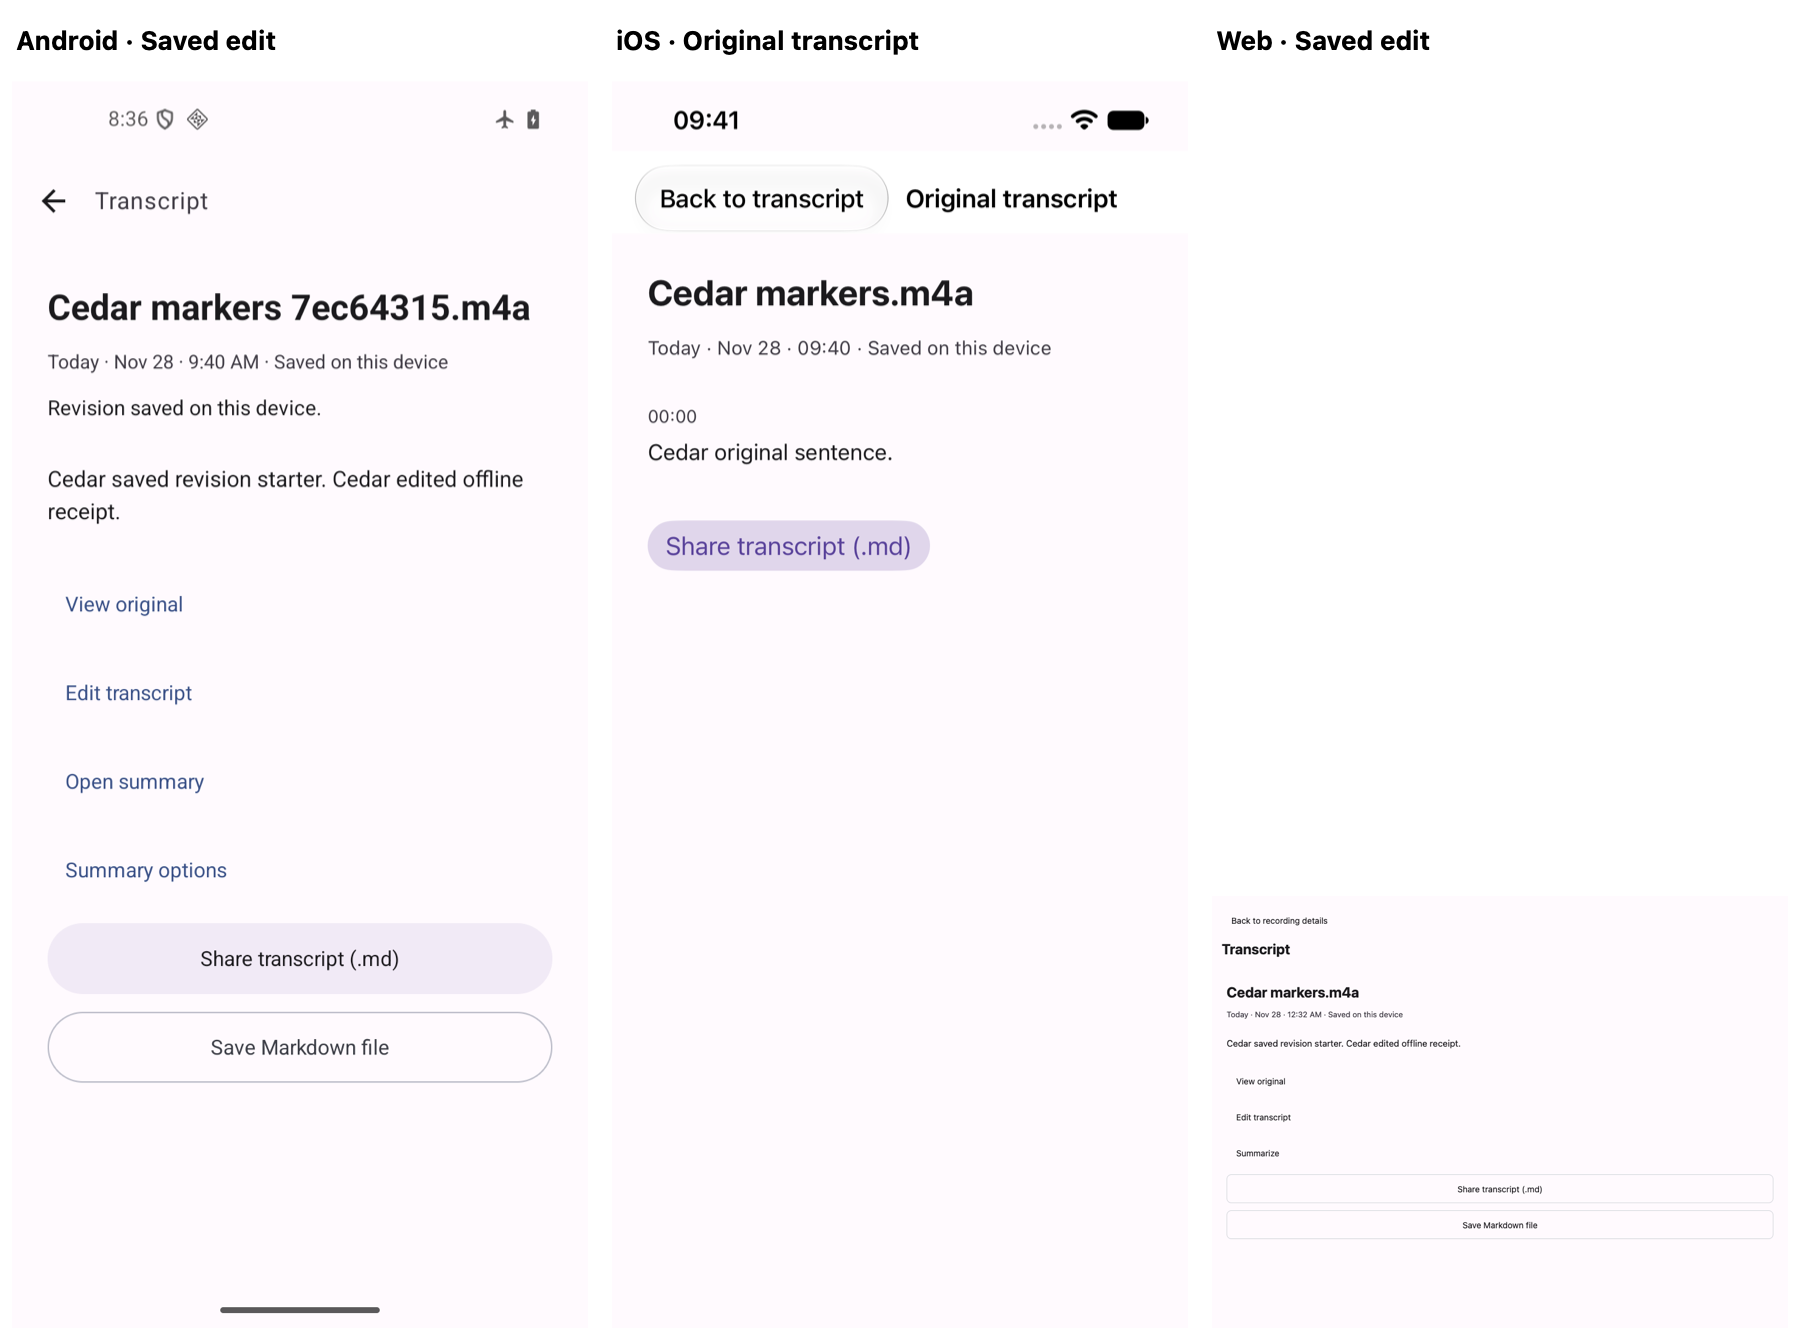 Android · Saved edit
8:36
Transcript
Cedar markers 7ec64315.m4a
Today · Nov 28 · 9:40 AM · Saved on this device
Revision saved on this device.
Cedar saved revision starter. Cedar edited offline
receipt.
View original
Edit transcript
Open summary
Summary options
Share transcript (.md)
Save Markdown file
iOS · Original transcript
09:41
Back to transcript
Original transcript
Cedar markers.m4a
Today · Nov 28 · 09:40 · Saved on this device
00:00
Cedar original sentence.
Share transcript (.md)
Web · Saved edit
Back to recording details
Transcript
Cedar markers.m4a
Today · Nov 28 · 12:32 AM · Saved on this device
Cedar saved revision starter. Cedar edited offline receipt.
View original
Edit transcript
Summarize
Share transcript (.md)
Save Markdown file